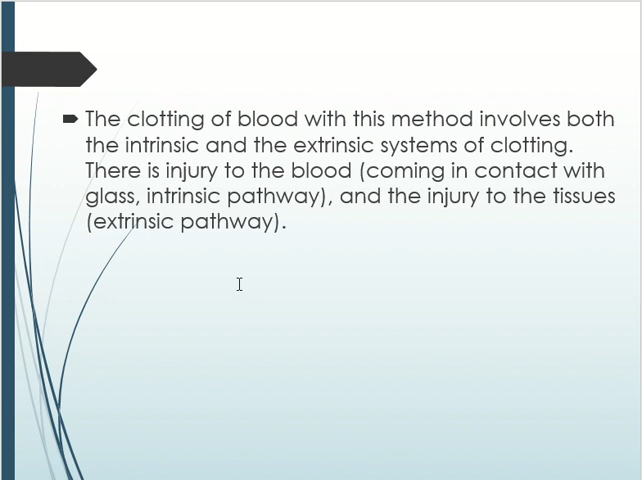 The clotting of blood with this method involves both
the intrinsic and the extrinsic systems of clotting.
There is injury to the blood (coming in contact with
glass, intrinsic pathway), and the injury to the tissues
(extrinsic pathway).